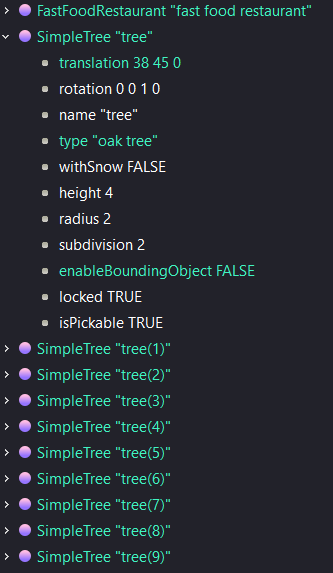 FastFoodRestaurant "fast food restaurant"
SimpleTree "tree"
translation 38 45 0
rotation 0 0 1 0
name "tree"
type "oak tree"
withSnow FALSE
height 4
radius 2
subdivision 2
enableBoundingObject FALSE
locked TRUE
isPickable TRUE
SimpleTree "tree(1)"
SimpleTree "tree(2)"
SimpleTree "tree(3)"
SimpleTree "tree(4)"
SimpleTree "tree(5)"
SimpleTree "tree(6)"
SimpleTree "tree(7)"
SimpleTree "tree(8)"
SimpleTree "tree(9)"